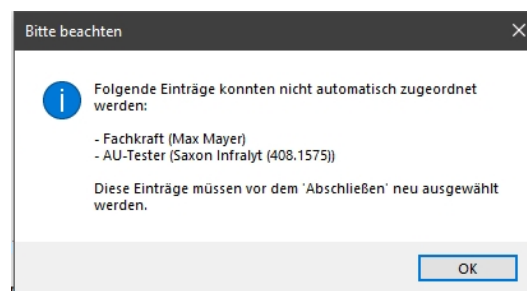 Bitte beachten
Folgende Einträge konnten nicht automatisch zugeordnet
werden:
- Fachkraft (Max Mayer)
- AU-Tester (Saxon Infralyt (408.1575))
Diese Einträge müssen vor dem 'Abschließen' neu ausgewählt
werden.
OK